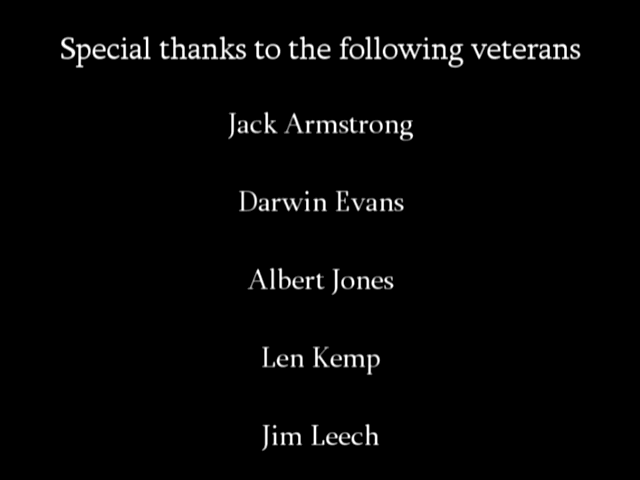 Special thanks to the following veterans
Jack Armstrong
Darwin Evans
Albert Jones
Len Kemp
Jim Leech